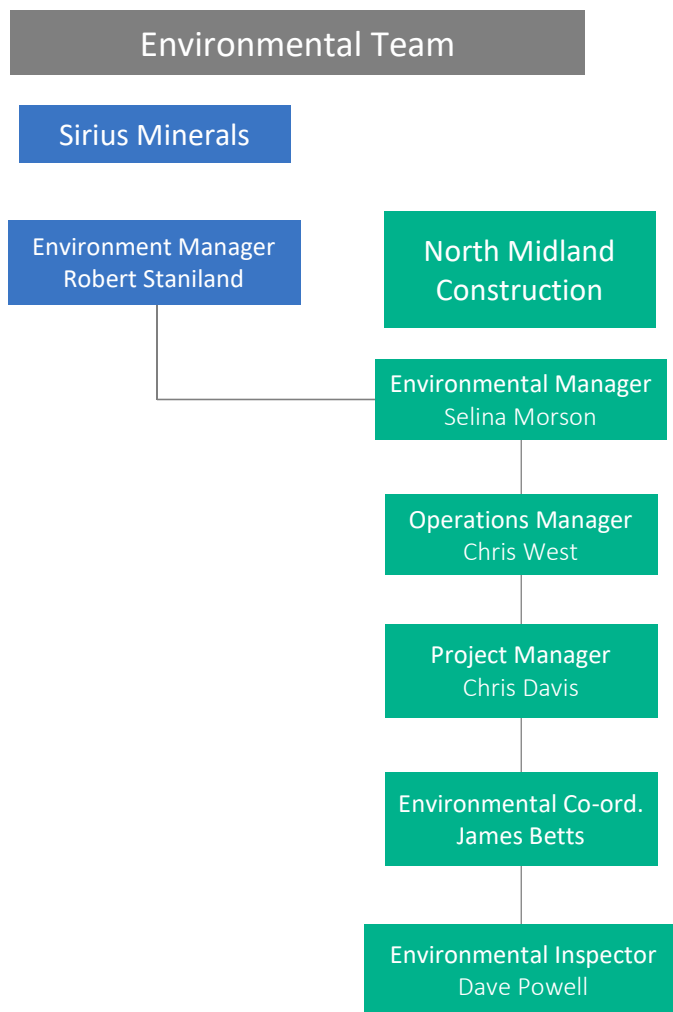 Environmental Team
Sirius Minerals
Environment Manager
Robert Staniland
North Midland
Construction
Environmental Manager
Selina Morson
Operations Manager
Chris West
Project Manager
Chris Davis
Environmental Co-ord.
James Betts
Environmental Inspector
Dave Powell